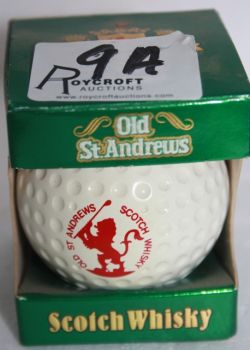 9A
ROYCROFT
AUCTIONS
www.roycroftauctions.com
Old
St. Andrews
OLD ST ANDREWS SCOTCH WHISKY
Scotch Whisky